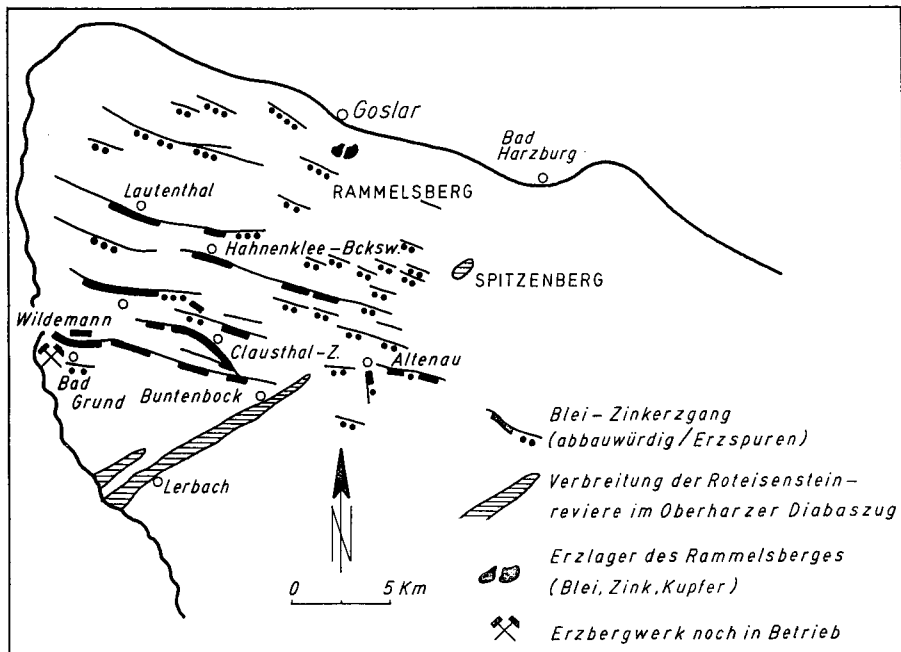 Goslar
Bad
Harzburg
RAMMELSBERG
Lautenthal
Hahnenklee-Bcksw.
SPITZENBERG
Wildemann
Clausthal-Z.
Altenau
Bad
Grund
Buntenbock
Lerbach
N
0 5 Km
Blei-Zinkerzgang
(abbauwürdig/Erzspuren)
Verbreitung der Roteisenstein-
reviere im Oberharzer Diabaszug
Erzlager des Rammelsberges
(Blei, Zink, Kupfer)
Erzbergwerk noch in Betrieb